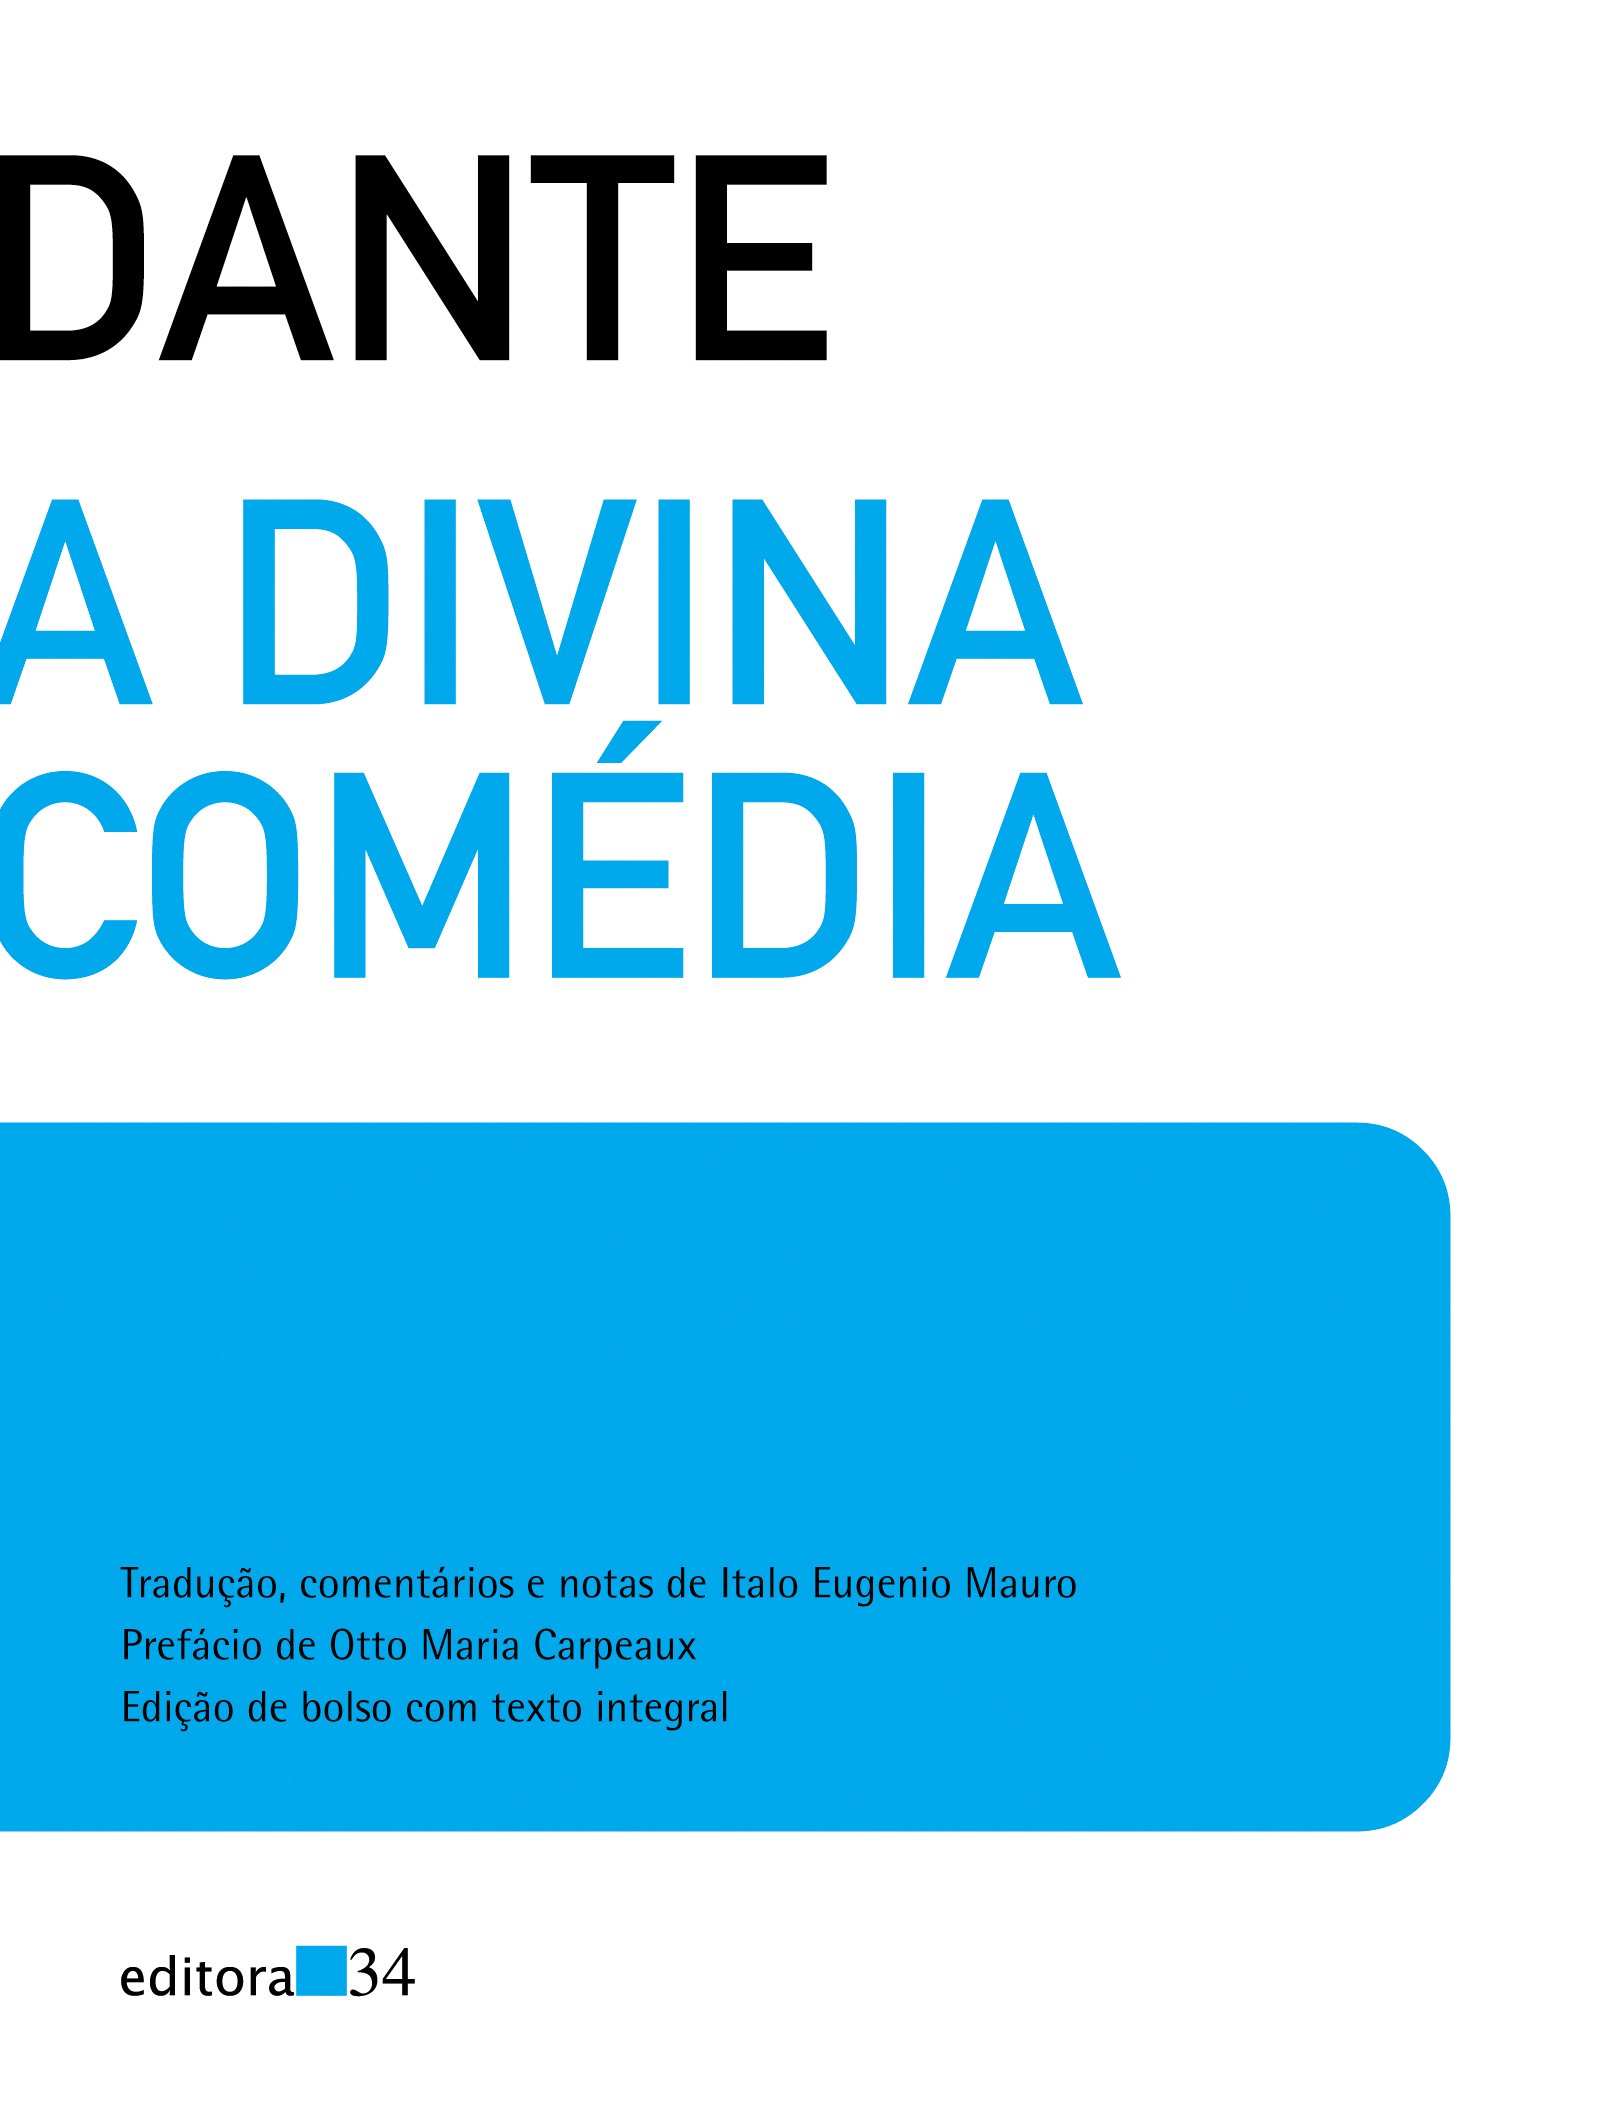 DANTE
A DIVINA
COMÉDIA
Tradução, comentários e notas de Italo Eugenio Mauro
Prefácio de Otto Maria Carpeaux
Edição de bolso com texto integral
editora 34